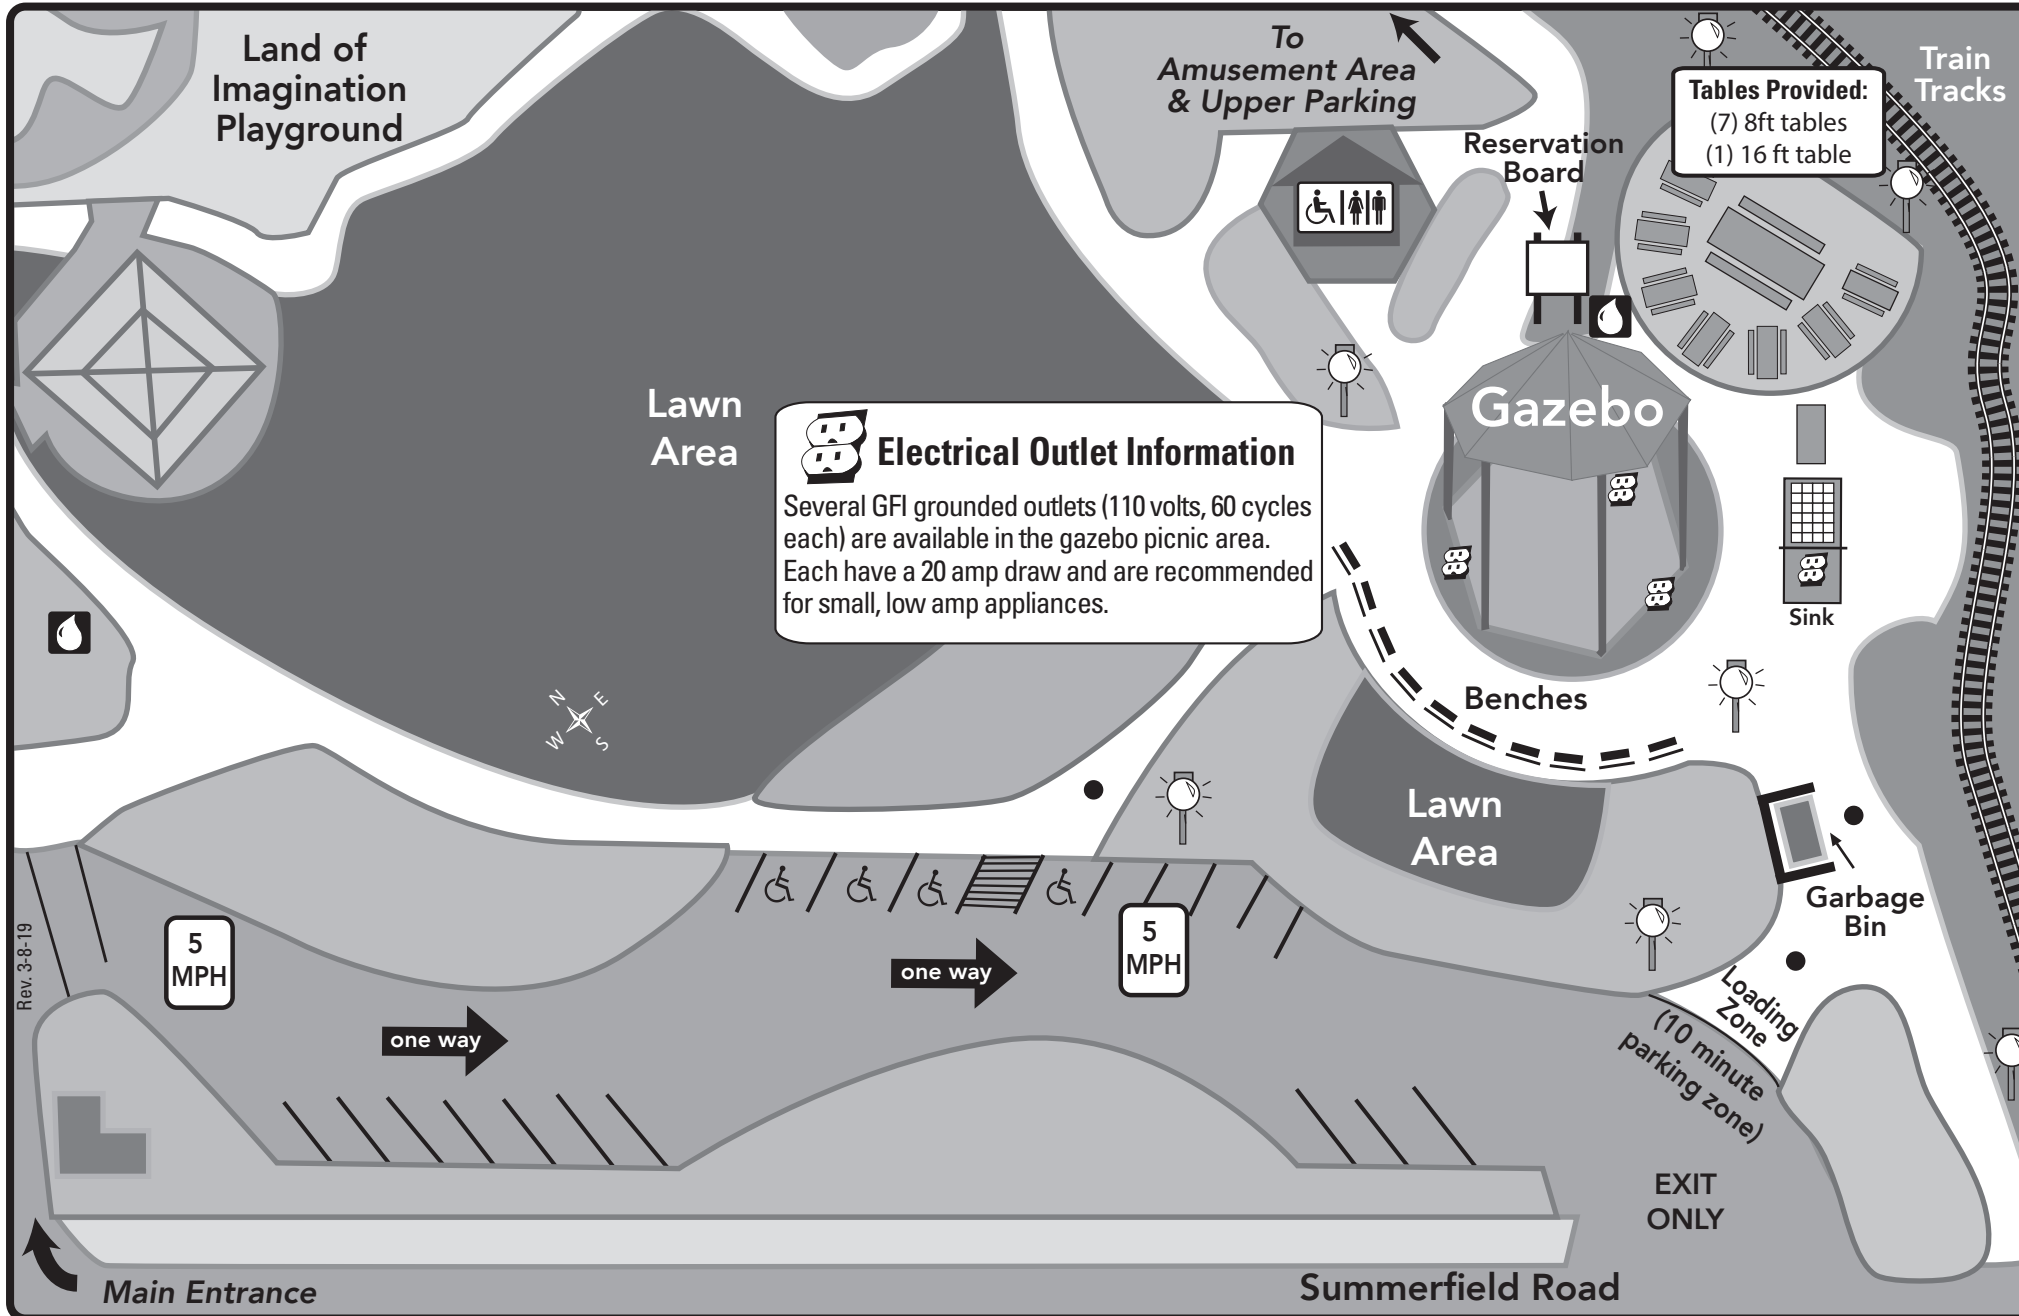 Land of
Imagination
Playground
To
Amusement Area
& Upper Parking
Train
Tracks
Tables Provided:
(7) 8ft tables
(1) 16 ft table
Reservation
Board
Gazebo
Lawn
Area
Electrical Outlet Information
Several GFI grounded outlets (110 volts, 60 cycles
each) are available in the gazebo picnic area.
Each have a 20 amp draw and are recommended
for small, low amp appliances.
Sink
N
E
W
S
Benches
Lawn
Area
Garbage
Bin
Rev. 3-8-19
5
MPH
5
MPH
one way
one way
Loading
Zone
(10 minute
parking zone)
EXIT
ONLY
Main Entrance
Summerfield Road